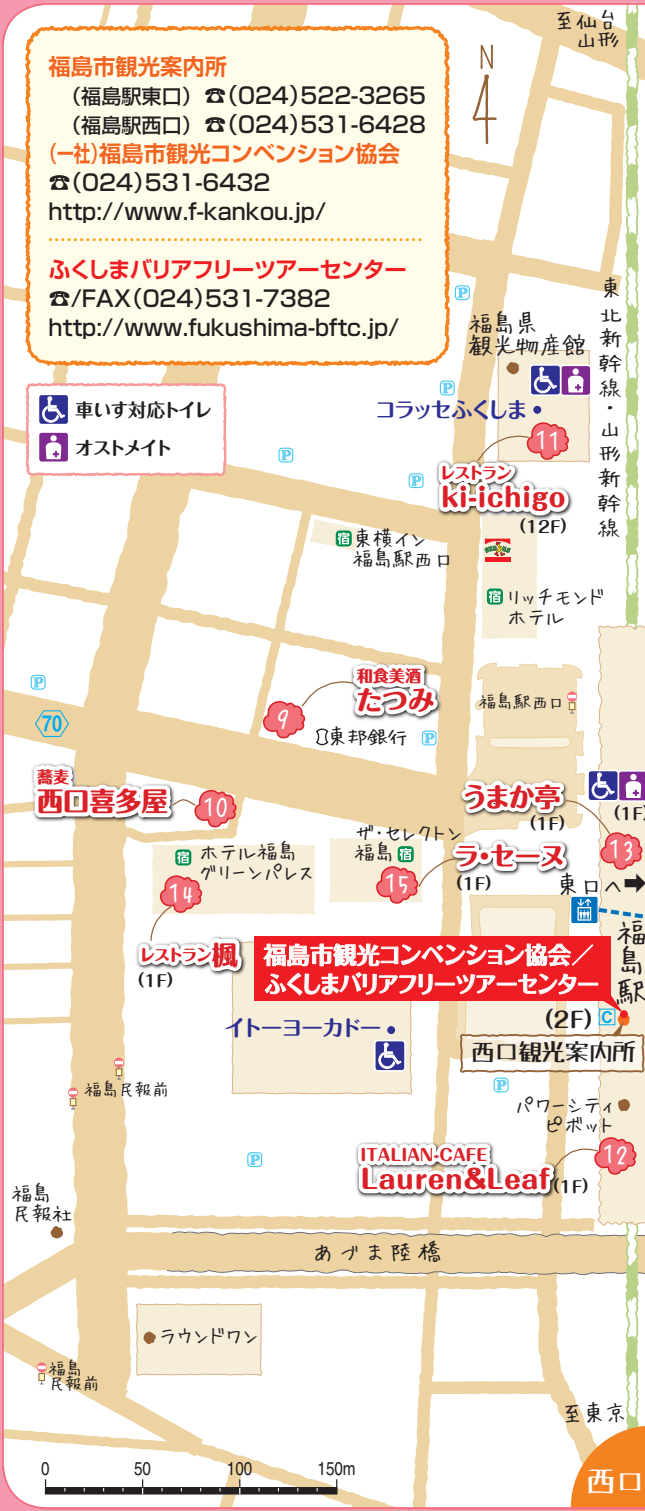 福島市観光案内所
(福島駅東口) ☎(024)522-3265
(福島駅西口) ☎(024)531-6428
(一社)福島市観光コンベンション協会
☎(024)531-6432
http://www.f-kankou.jp/
ふくしまバリアフリーツアーセンター
☎/FAX(024)531-7382
http://www.fukushima-bftc.jp/
至仙台
山形
N
車いす対応トイレ
オストメイト
P
福島県
観光物産館
東北新幹線・山形新幹線
P
コラッセふくしま
11
P
P
レストラン
ki-ichigo
(12F)
宿 東横イン
福島駅西口
宿 リッチモンド
ホテル
P
70
和食美酒
たつみ
9
東邦銀行 P
福島駅西口
蕎麦
西口喜多屋
10
うまか亭
(1F)
(1F)
13
宿 ホテル福島
グリーンパレス
14
ザ・セレクトン
福島 宿
15
ラ・セーヌ
(1F)
東口へ➡
レストラン楓
(1F)
福島市観光コンベンション協会／
ふくしまバリアフリーツアーセンター
福島駅
(2F) C
西口観光案内所
イトーヨーカドー
P
福島民報前
パワーシティ
ピボット
12
ITALIAN-CAFE
Lauren&Leaf (1F)
P
福島
民報社
あづま陸橋
ラウンドワン
福島
民報前
至東京
0 50 100 150m
西口